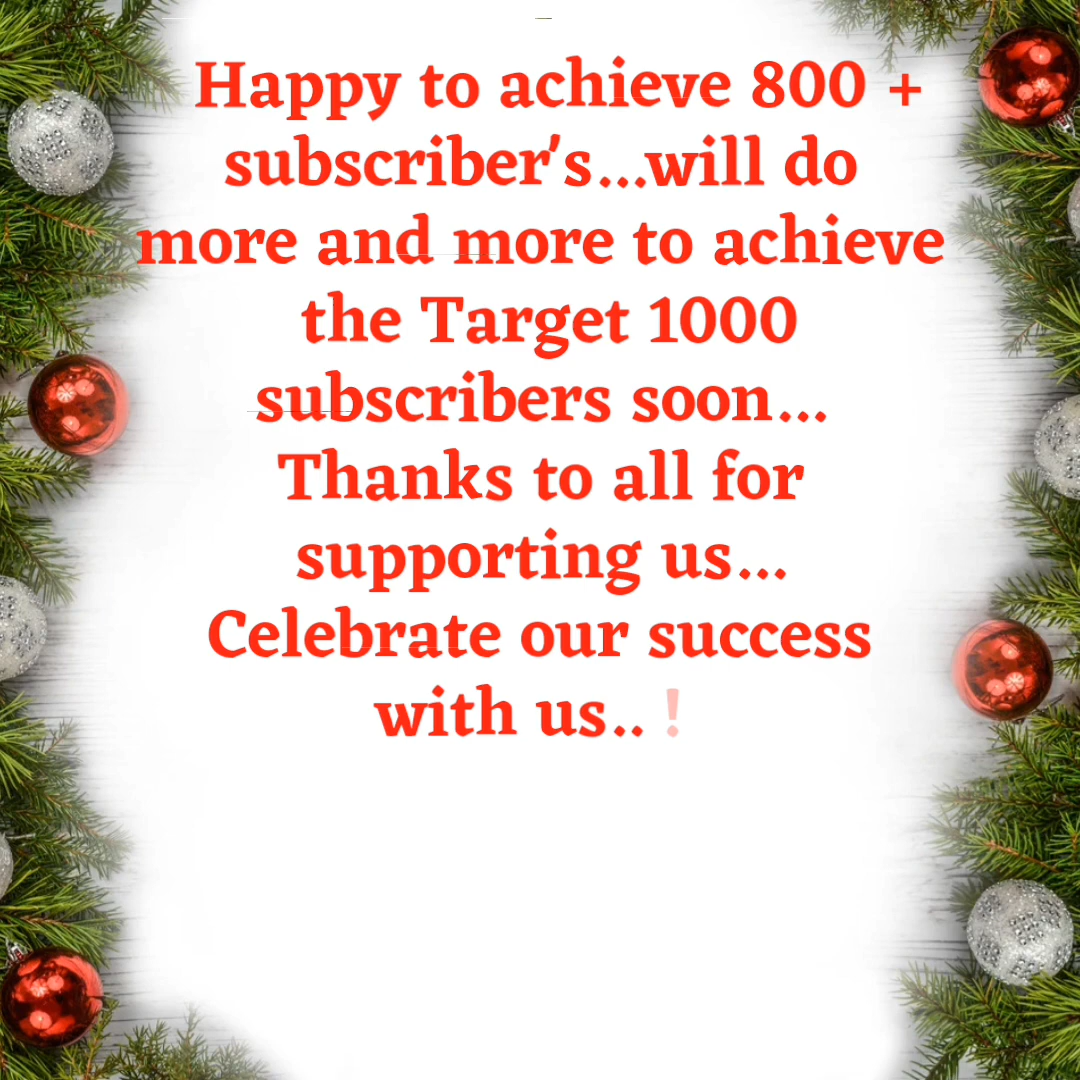 Happy to achieve 800 +
subscriber's...will do
more and more to achieve
the Target 1000
subscribers soon...
Thanks to all for
supporting us...
Celebrate our success
with us.. !